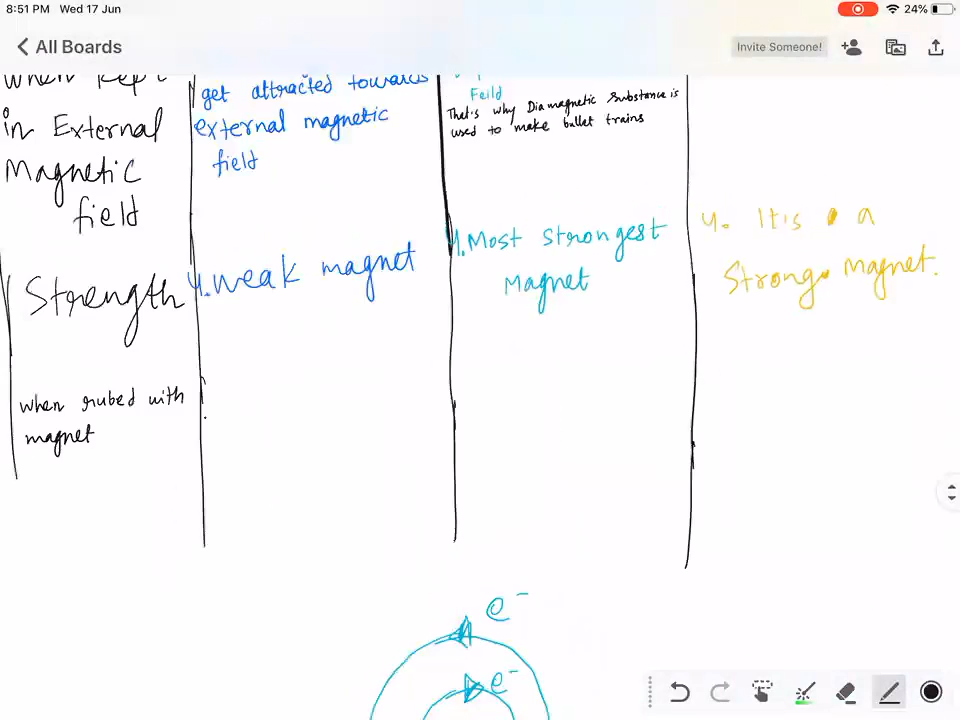 8:51 PM Wed 17 Jun
24%
All Boards
Invite Someone!
when kept
in External
Magnetic
field
get attracted towards
external magnetic
field
Feild
That's why Diamagnetic Substance is
used to make bullet trains
Strength
4. weak magnet
4. Most strongest
Magnet
4. It's a
Strong magnet.
when rubed with
magnet
e⁻
e⁻